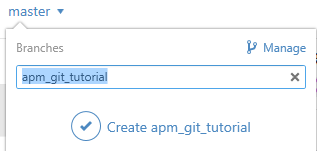 master
Branches Manage
apm_git_tutorial
Create apm_git_tutorial